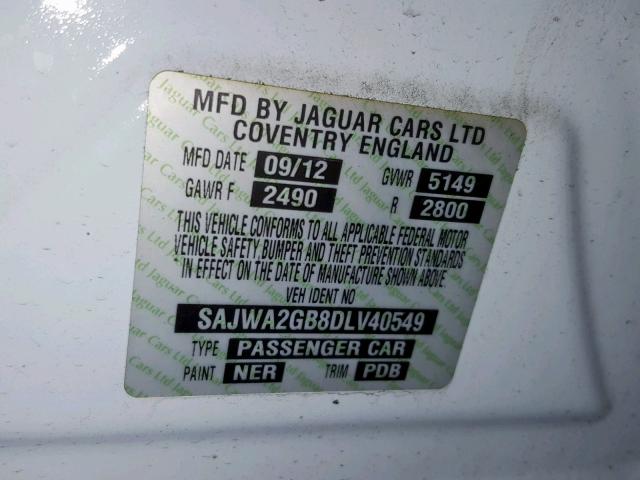 MFD BY JAGUAR CARS LTD
COVENTRY ENGLAND
MFD DATE 09/12 GVWR 5149
GAWR F 2490 R 2800
THIS VEHICLE CONFORMS TO ALL APPLICABLE FEDERAL MOTOR
VEHICLE SAFETY, BUMPER AND THEFT PREVENTION STANDARDS
IN EFFECT ON THE DATE OF MANUFACTURE SHOWN ABOVE.
VEH IDENT NO
SAJWA2GB8DLV40549
TYPE PASSENGER CAR
PAINT NER TRIM PDB